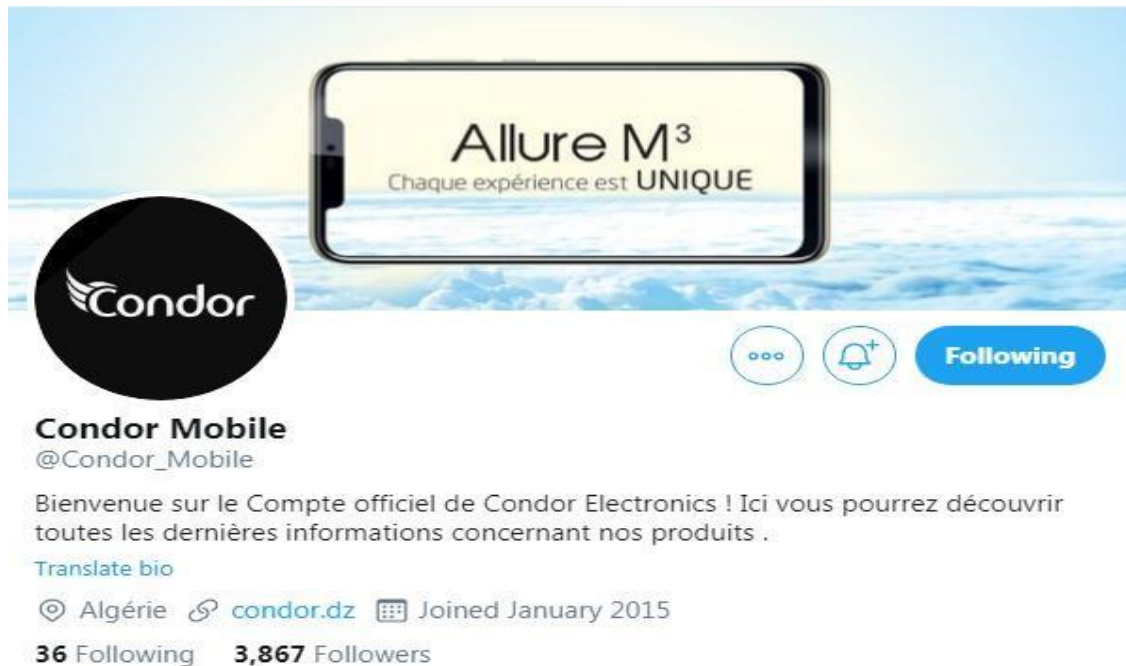 Allure M³
Chaque expérience est UNIQUE
Condor
Following
Condor Mobile
@Condor_Mobile
Bienvenue sur le Compte officiel de Condor Electronics ! Ici vous pourrez découvrir
toutes les dernières informations concernant nos produits .
Translate bio
Algérie condor.dz Joined January 2015
36 Following 3,867 Followers